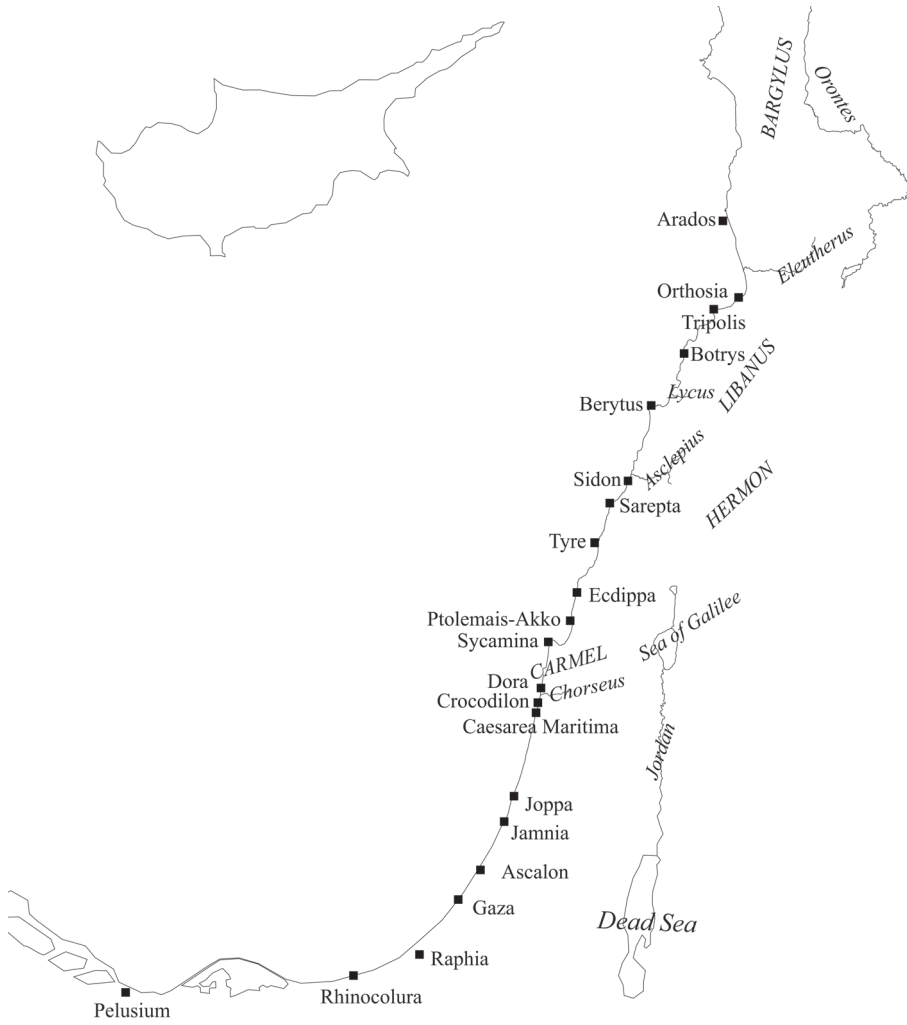 BARGYLUS
Orontes
Arados
Eleutherus
Orthosia
Tripolis
Botrys
LIBANUS
Lycus
Berytus
Asclepius
Sidon
HERMON
Sarepta
Tyre
Ecdippa
Sea of Galilee
Ptolemais-Akko
Sycamina
CARMEL
Dora
Chorseus
Crocodilon
Caesarea Maritima
Jordan
Joppa
Jamnia
Ascalon
Gaza
Dead Sea
Raphia
Rhinocolura
Pelusium